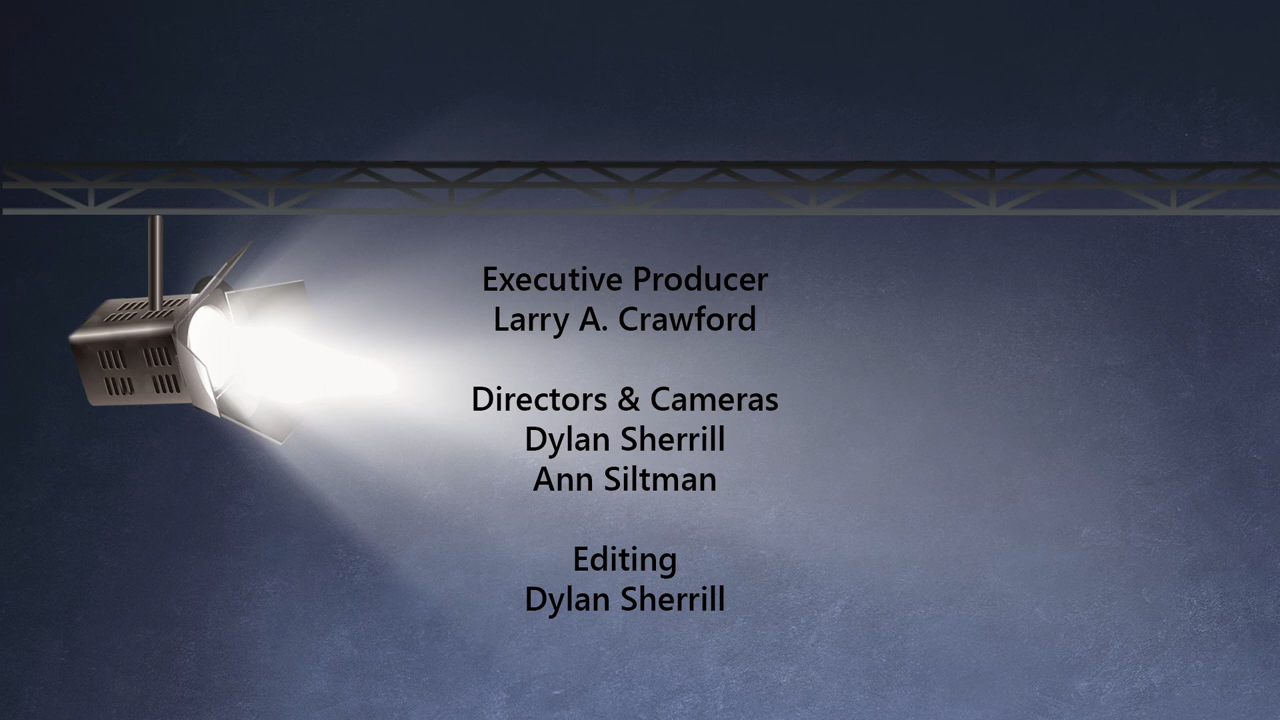 Executive Producer
Larry A. Crawford
Directors & Cameras
Dylan Sherrill
Ann Siltman
Editing
Dylan Sherrill